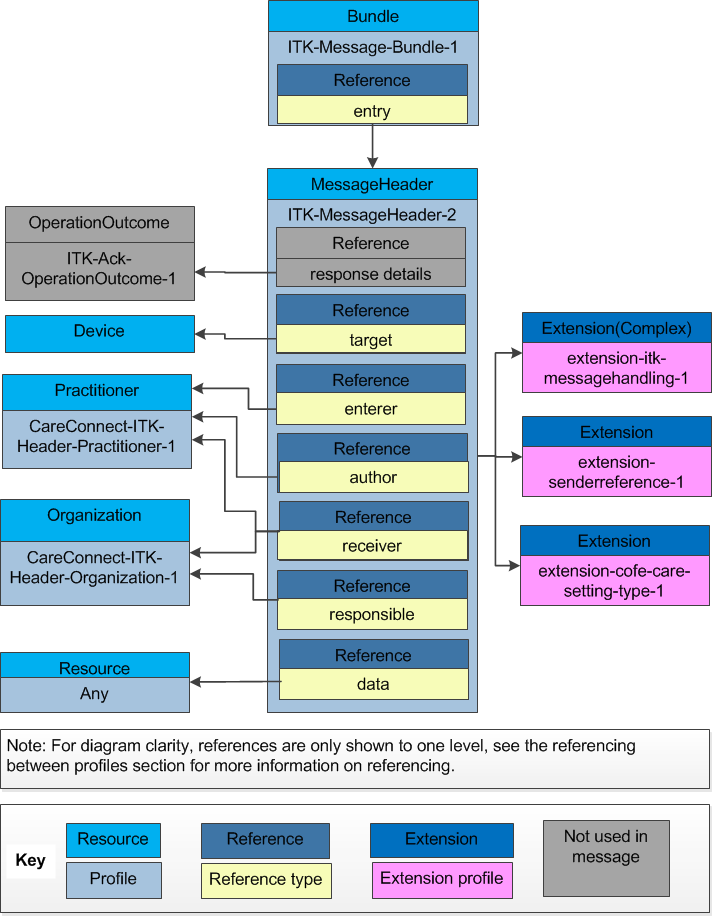 Bundle
ITK-Message-Bundle-1
Reference
entry
MessageHeader
ITK-MessageHeader-2
Reference
response details
Reference
target
Reference
enterer
Reference
author
Reference
receiver
Reference
responsible
Reference
data
OperationOutcome
ITK-Ack-
OperationOutcome-1
Device
Practitioner
CareConnect-ITK-
Header-Practitioner-1
Organization
CareConnect-ITK-
Header-Organization-1
Resource
Any
Extension(Complex)
extension-itk-
messagehandling-1
Extension
extension-
senderreference-1
Extension
extension-cofe-care-
setting-type-1
Note: For diagram clarity, references are only shown to one level, see the referencing
between profiles section for more information on referencing.
Key
Resource
Profile
Reference
Reference type
Extension
Extension profile
Not used in
message